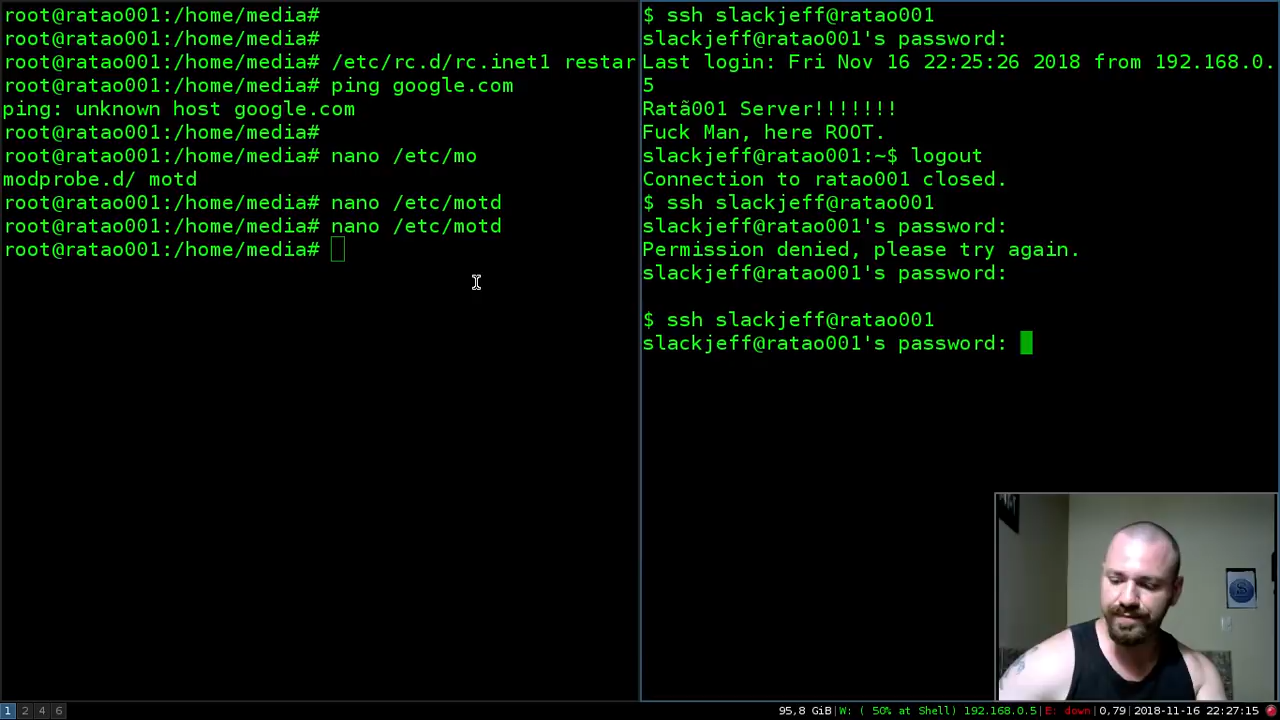 root@ratao001:/home/media#
root@ratao001:/home/media#
root@ratao001:/home/media# /etc/rc.d/rc.inet1 restar
root@ratao001:/home/media# ping google.com
ping: unknown host google.com
root@ratao001:/home/media#
root@ratao001:/home/media# nano /etc/mo
modprobe.d/ motd
root@ratao001:/home/media# nano /etc/motd
root@ratao001:/home/media# nano /etc/motd
root@ratao001:/home/media#
$ ssh slackjeff@ratao001
slackjeff@ratao001's password:
Last login: Fri Nov 16 22:25:26 2018 from 192.168.0.
5
Ratã001 Server!!!!!!!
Fuck Man, here ROOT.
slackjeff@ratao001:~$ logout
Connection to ratao001 closed.
$ ssh slackjeff@ratao001
slackjeff@ratao001's password:
Permission denied, please try again.
slackjeff@ratao001's password:
$ ssh slackjeff@ratao001
slackjeff@ratao001's password:
1 2 4 6
95,8 GiB|W: ( 50% at Shell) 192.168.0.5|E: down|0,79|2018-11-16 22:27:15